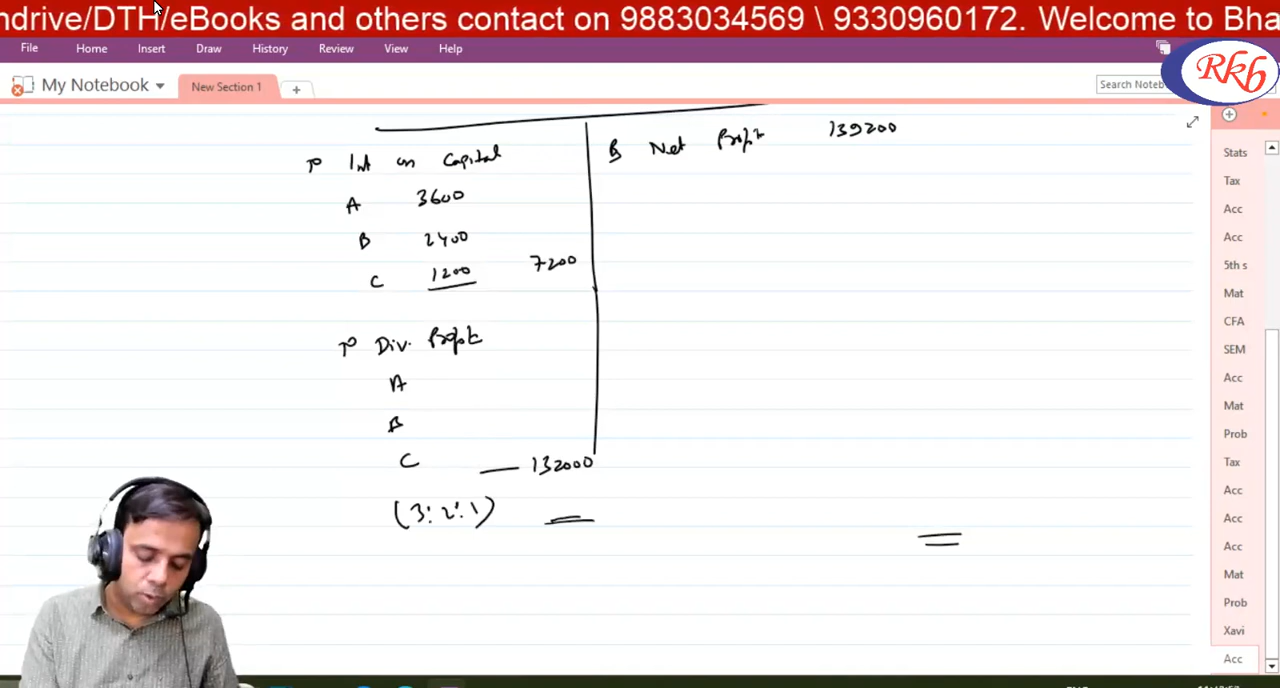 ndrive/DTH/eBooks and others contact on 9883034569 \ 9330960172. Welcome to Bha
File Home Insert Draw History Review View Help
Rkb
My Notebook New Section 1 + Search Noteb
By Net Profit 139200
To Int on Capital
A 3600
B 2400
C 1200 7200
To Div. Profit
A
B
C 132000
(3:2:1)
Stats
Tax
Acc
Acc
5th s
Mat
CFA
SEM
Acc
Mat
Prob
Tax
Acc
Acc
Acc
Mat
Prob
Xavi
Acc